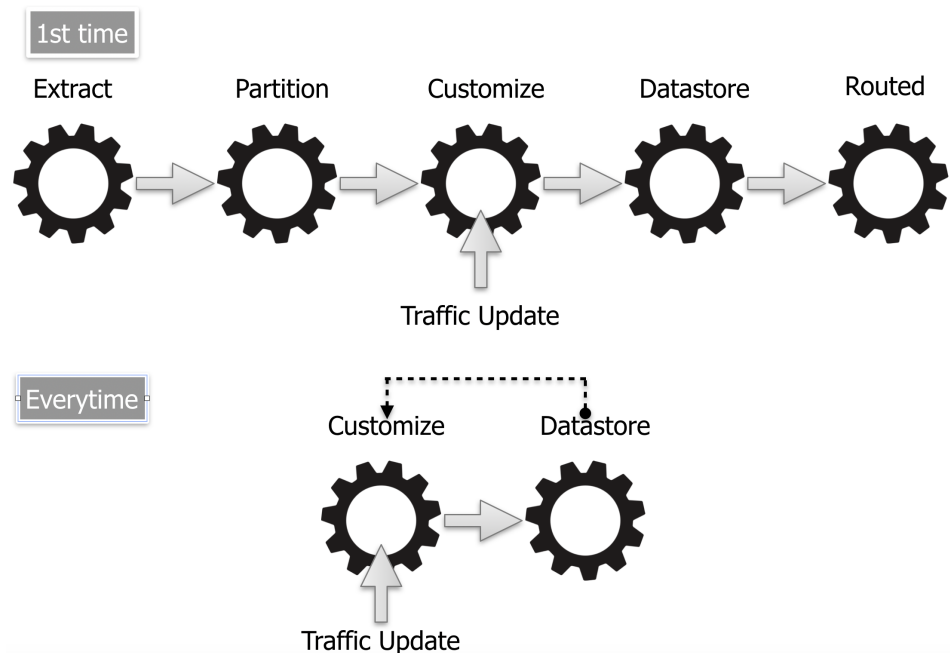 1st time
Extract
Partition
Customize
Datastore
Routed
Traffic Update
Everytime
Customize
Datastore
Traffic Update